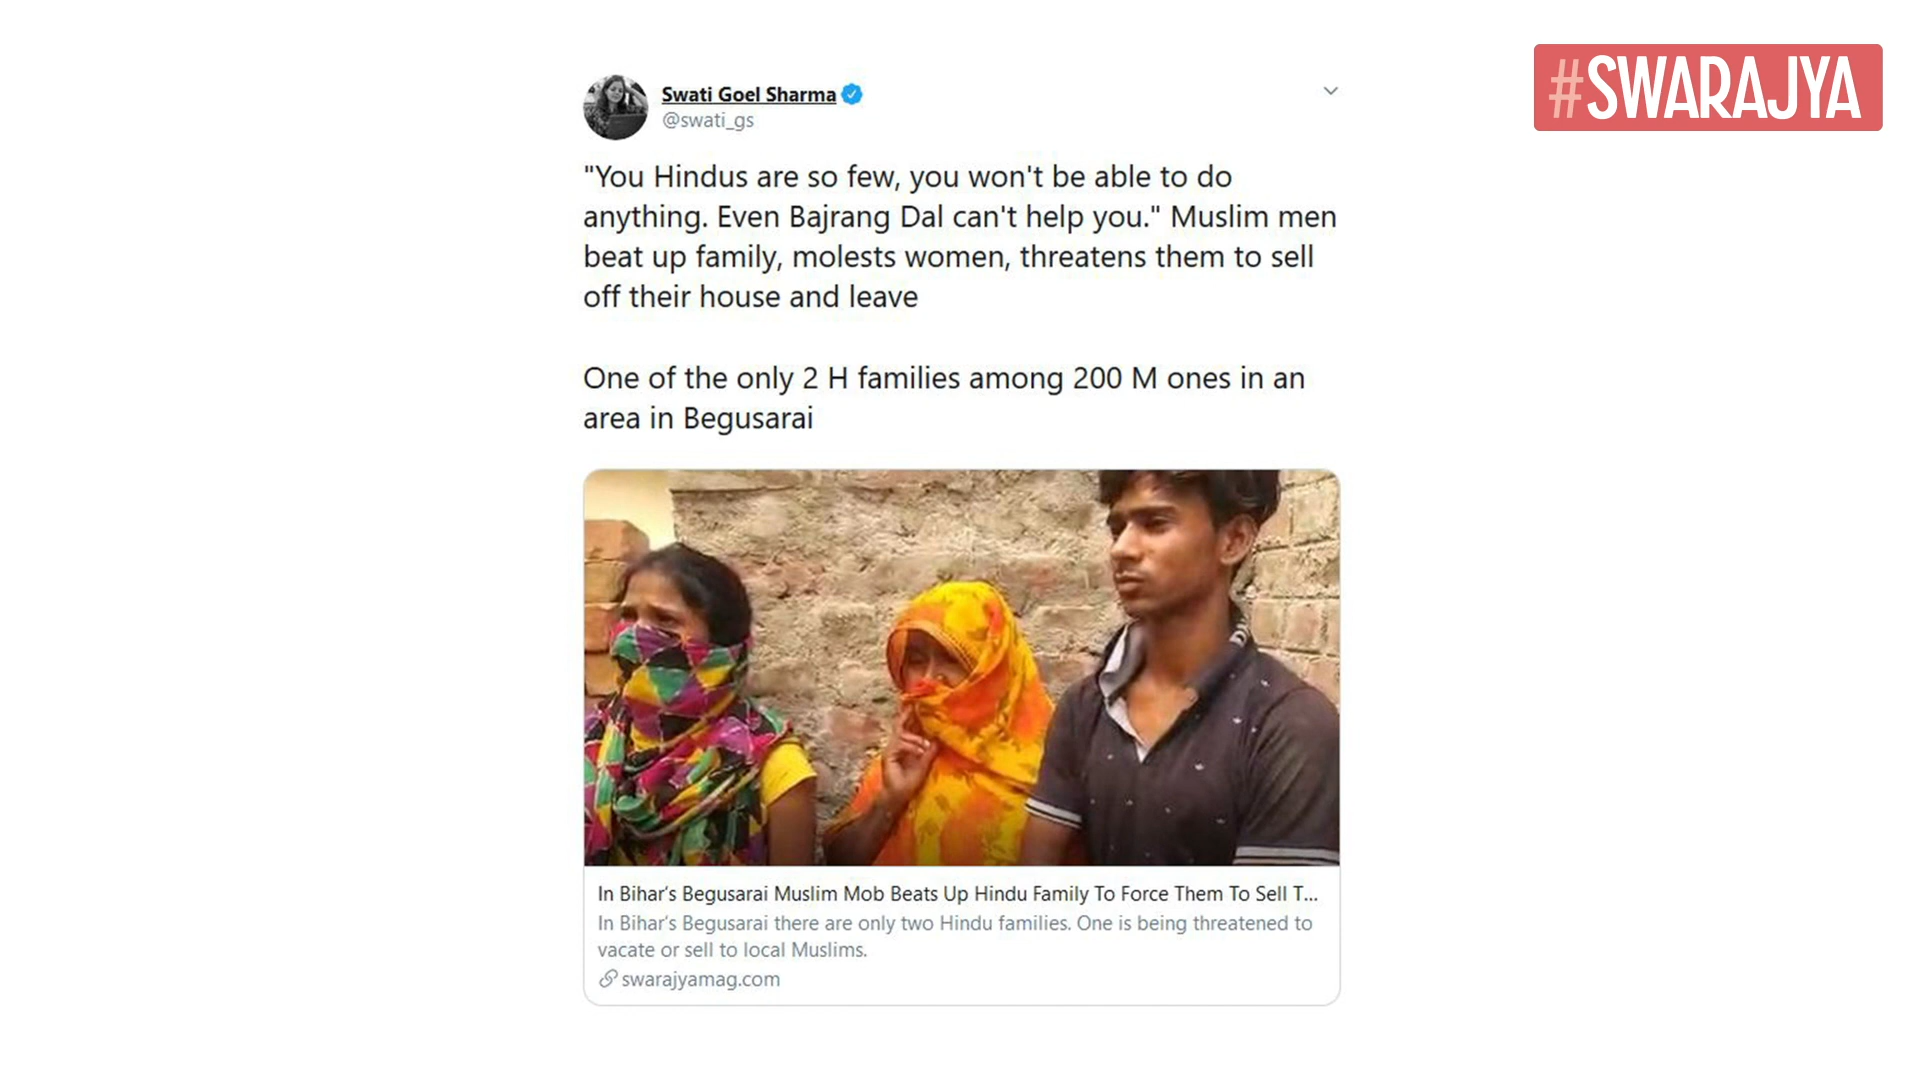 #SWARAJYA
Swati Goel Sharma
@swati_gs
"You Hindus are so few, you won't be able to do
anything. Even Bajrang Dal can't help you." Muslim men
beat up family, molests women, threatens them to sell
off their house and leave
One of the only 2 H families among 200 M ones in an
area in Begusarai
In Bihar's Begusarai Muslim Mob Beats Up Hindu Family To Force Them To Sell T...
In Bihar's Begusarai there are only two Hindu families. One is being threatened to
vacate or sell to local Muslims.
swarajyamag.com